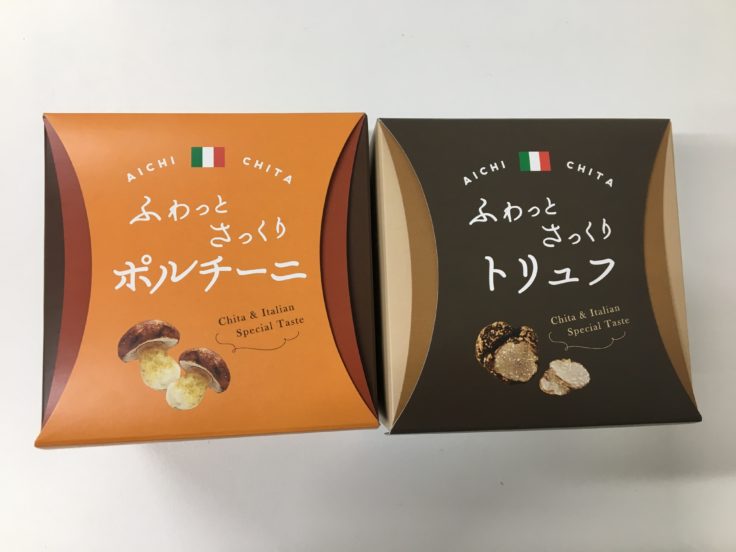 AICHI CHITA
ふわっと
さっくり
ポルチーニ
Chita & Italian
Special Taste
AICHI CHITA
ふわっと
さっくり
トリュフ
Chita & Italian
Special Taste